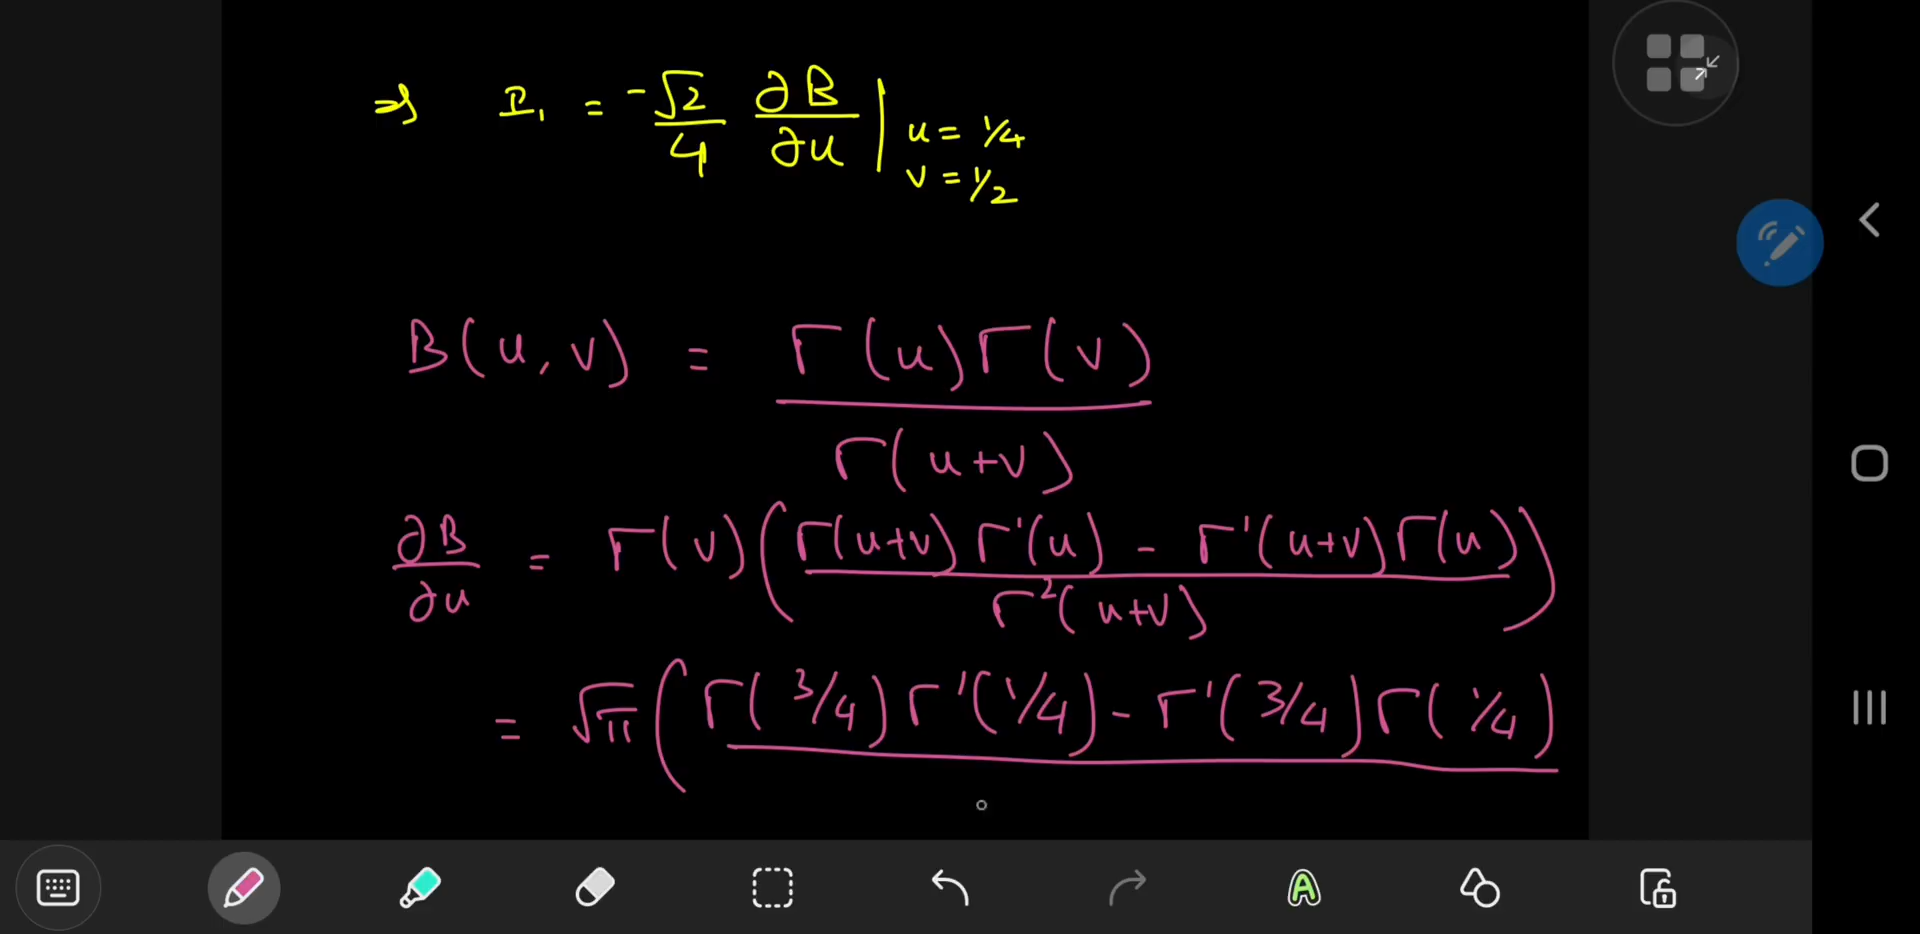 ⇒ I₁ = -√2/4 ∂B/∂u | u = 1/4 v = 1/2
B(u, v) = Γ(u)Γ(v) / Γ(u+v)
∂B/∂u = Γ(v)(Γ(u+v)Γ'(u) - Γ'(u+v)Γ(u) / Γ²(u+v))
= √π(Γ(3/4)Γ'(1/4) - Γ'(3/4)Γ(1/4)
A